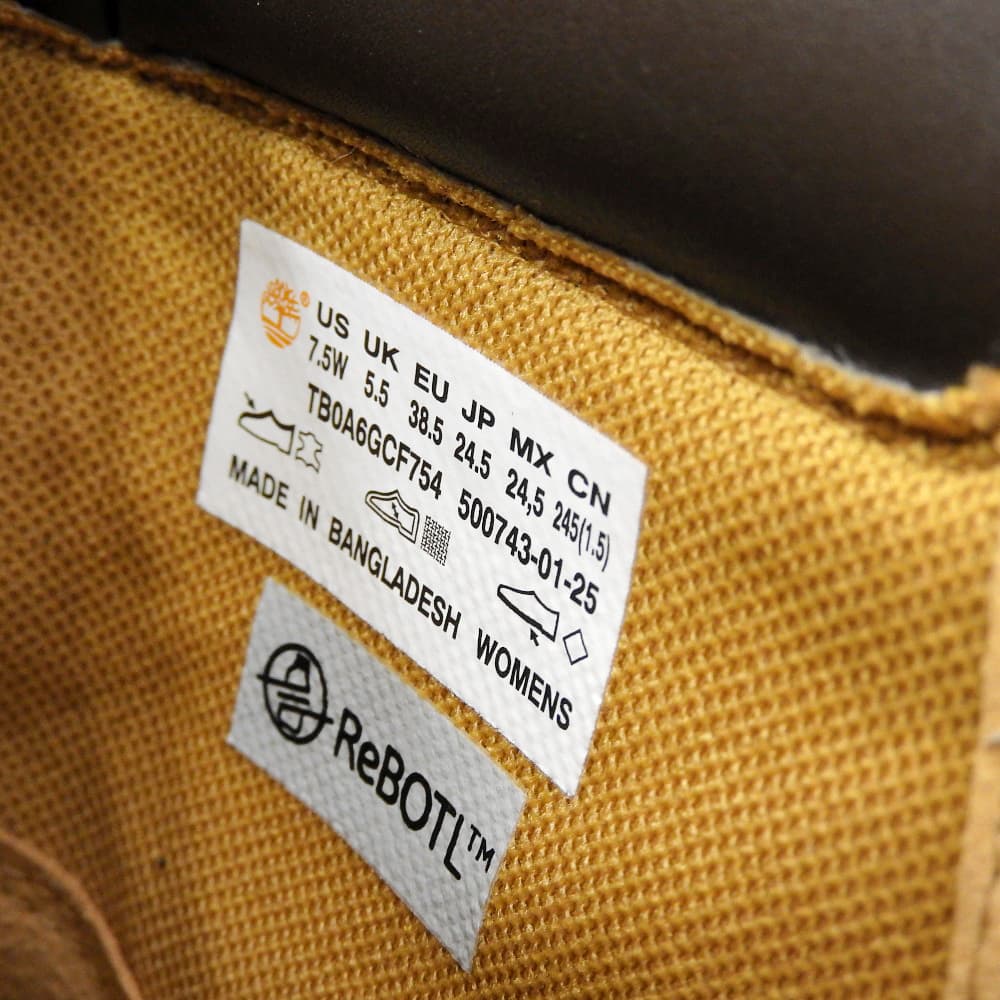 ® US UK EU JP MX CN
7.5W 5.5 38.5 24.5 24,5 245(1.5)
TB0A6GCF754 500743-01-25
MADE IN BANGLADESH WOMENS
ReBOTL™